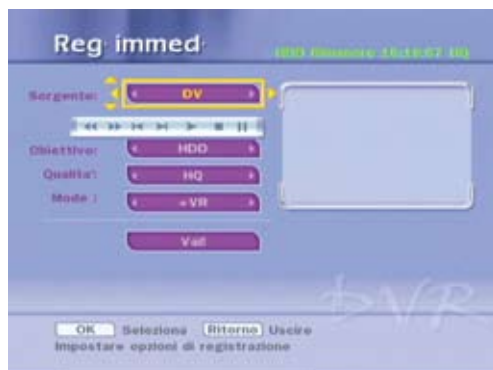 Reg immed
HDD Rimanere 16:16:07 HQ
Sorgente: DV
Obiettivo: HDD
Qualita': HQ
Mode : +VR
Vail
DVR
OK Seleziona Ritorno Uscire
Impostare opzioni di registrazione